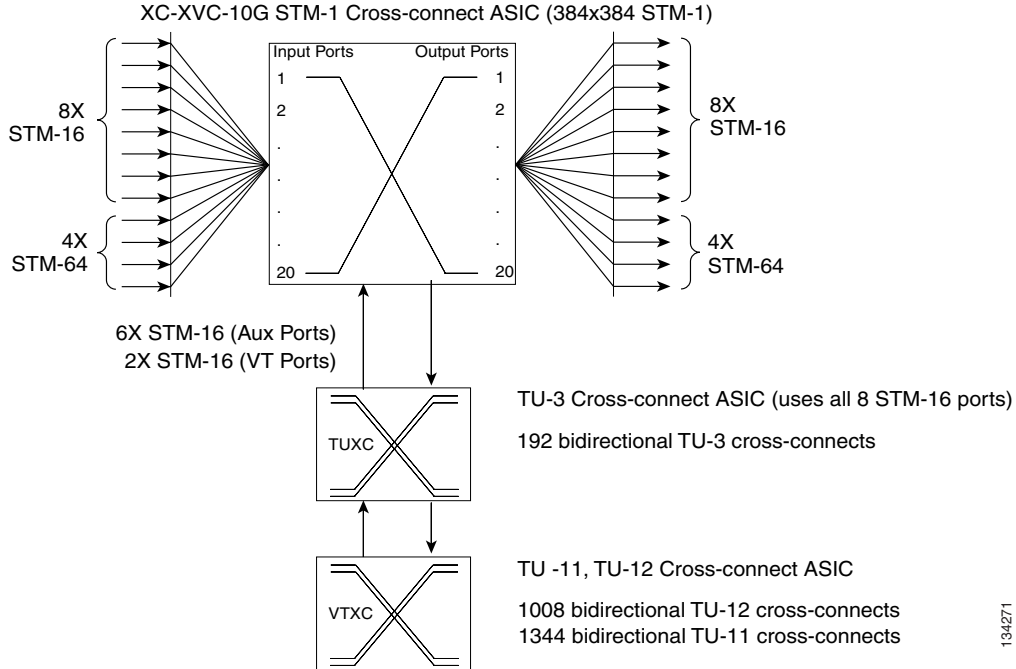 XC-XVC-10G STM-1 Cross-connect ASIC (384x384 STM-1)
Input Ports
Output Ports
1
1
2
2
.
.
.
.
.
.
.
.
20
20
8X
STM-16
4X
STM-64
8X
STM-16
4X
STM-64
6X STM-16 (Aux Ports)
2X STM-16 (VT Ports)
TUXC
TU-3 Cross-connect ASIC (uses all 8 STM-16 ports)
192 bidirectional TU-3 cross-connects
VTXC
TU -11, TU-12 Cross-connect ASIC
1008 bidirectional TU-12 cross-connects
1344 bidirectional TU-11 cross-connects
134271